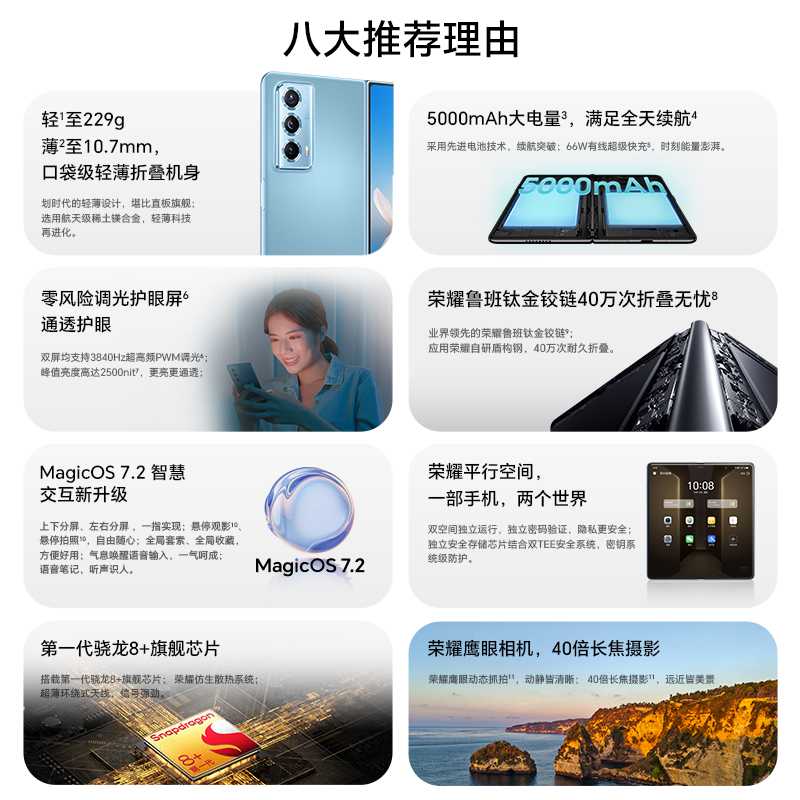 八大推荐理由
轻¹至229g
薄²至10.7mm，
口袋级轻薄折叠机身
划时代的轻薄设计，堪比直板旗舰；
选用航天级稀土镁合金，轻薄科技
再进化。
5000mAh大电量³，满足全天续航⁴
采用先进电池技术，续航突破；66W有线超级快充⁵，时刻能量澎湃。
5000mAh
零风险调光护眼屏⁶
通透护眼
双屏均支持3840Hz超高频PWM调光⁶；
峰值亮度高达2500nit⁷，更亮更通透；
荣耀鲁班钛金铰链40万次折叠无忧⁸
业界领先的荣耀鲁班钛金铰链⁹；
应用荣耀自研盾构钢，40万次耐久折叠。
MagicOS 7.2 智慧
交互新升级
上下分屏、左右分屏，一指实现；悬停观影¹⁰、
悬停拍照¹⁰，自由随心；全局套索、全局收藏，
方便好用；气息唤醒语音输入，一气呵成；
语音笔记，听声识人。
MagicOS 7.2
荣耀平行空间，
一部手机，两个世界
双空间独立运行，独立密码验证，隐私更安全；
独立安全存储芯片结合双TEE安全系统，密钥系
统级防护。
10:08
第一代骁龙8+旗舰芯片
搭载第一代骁龙8+旗舰芯片； 荣耀仿生散热系统；
超薄环绕式天线，信号强劲。
Snapdragon
8+
第一代
荣耀鹰眼相机，40倍长焦摄影
荣耀鹰眼动态抓拍¹¹，动静皆清晰； 40倍长焦摄影¹¹，远近皆美景